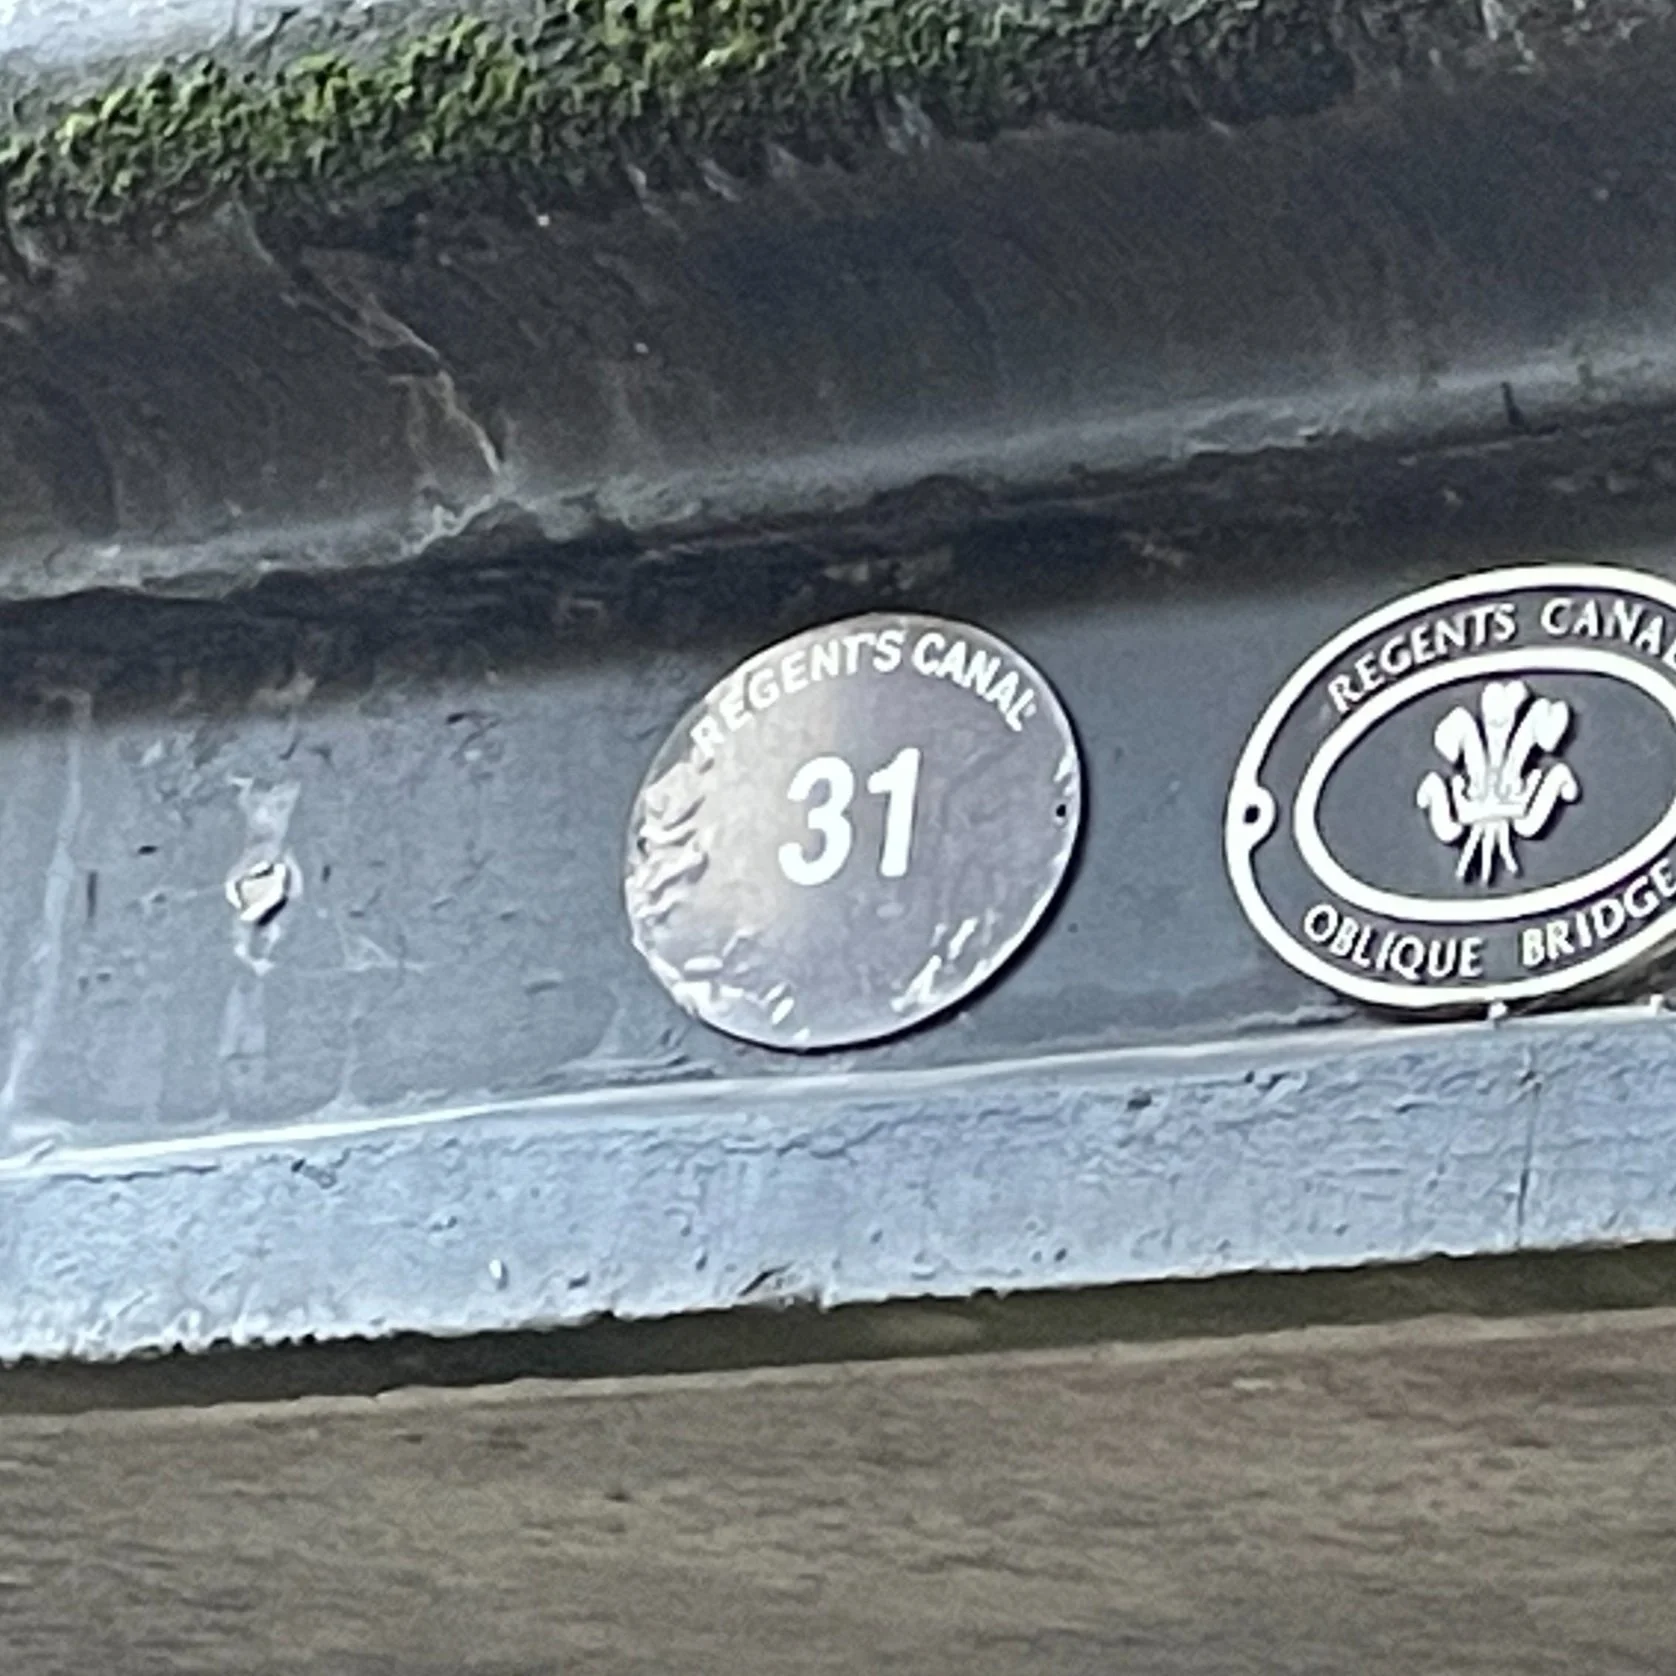 REGENT'S CANAL
31
REGENTS CANAL
OBLIQUE BRIDGE